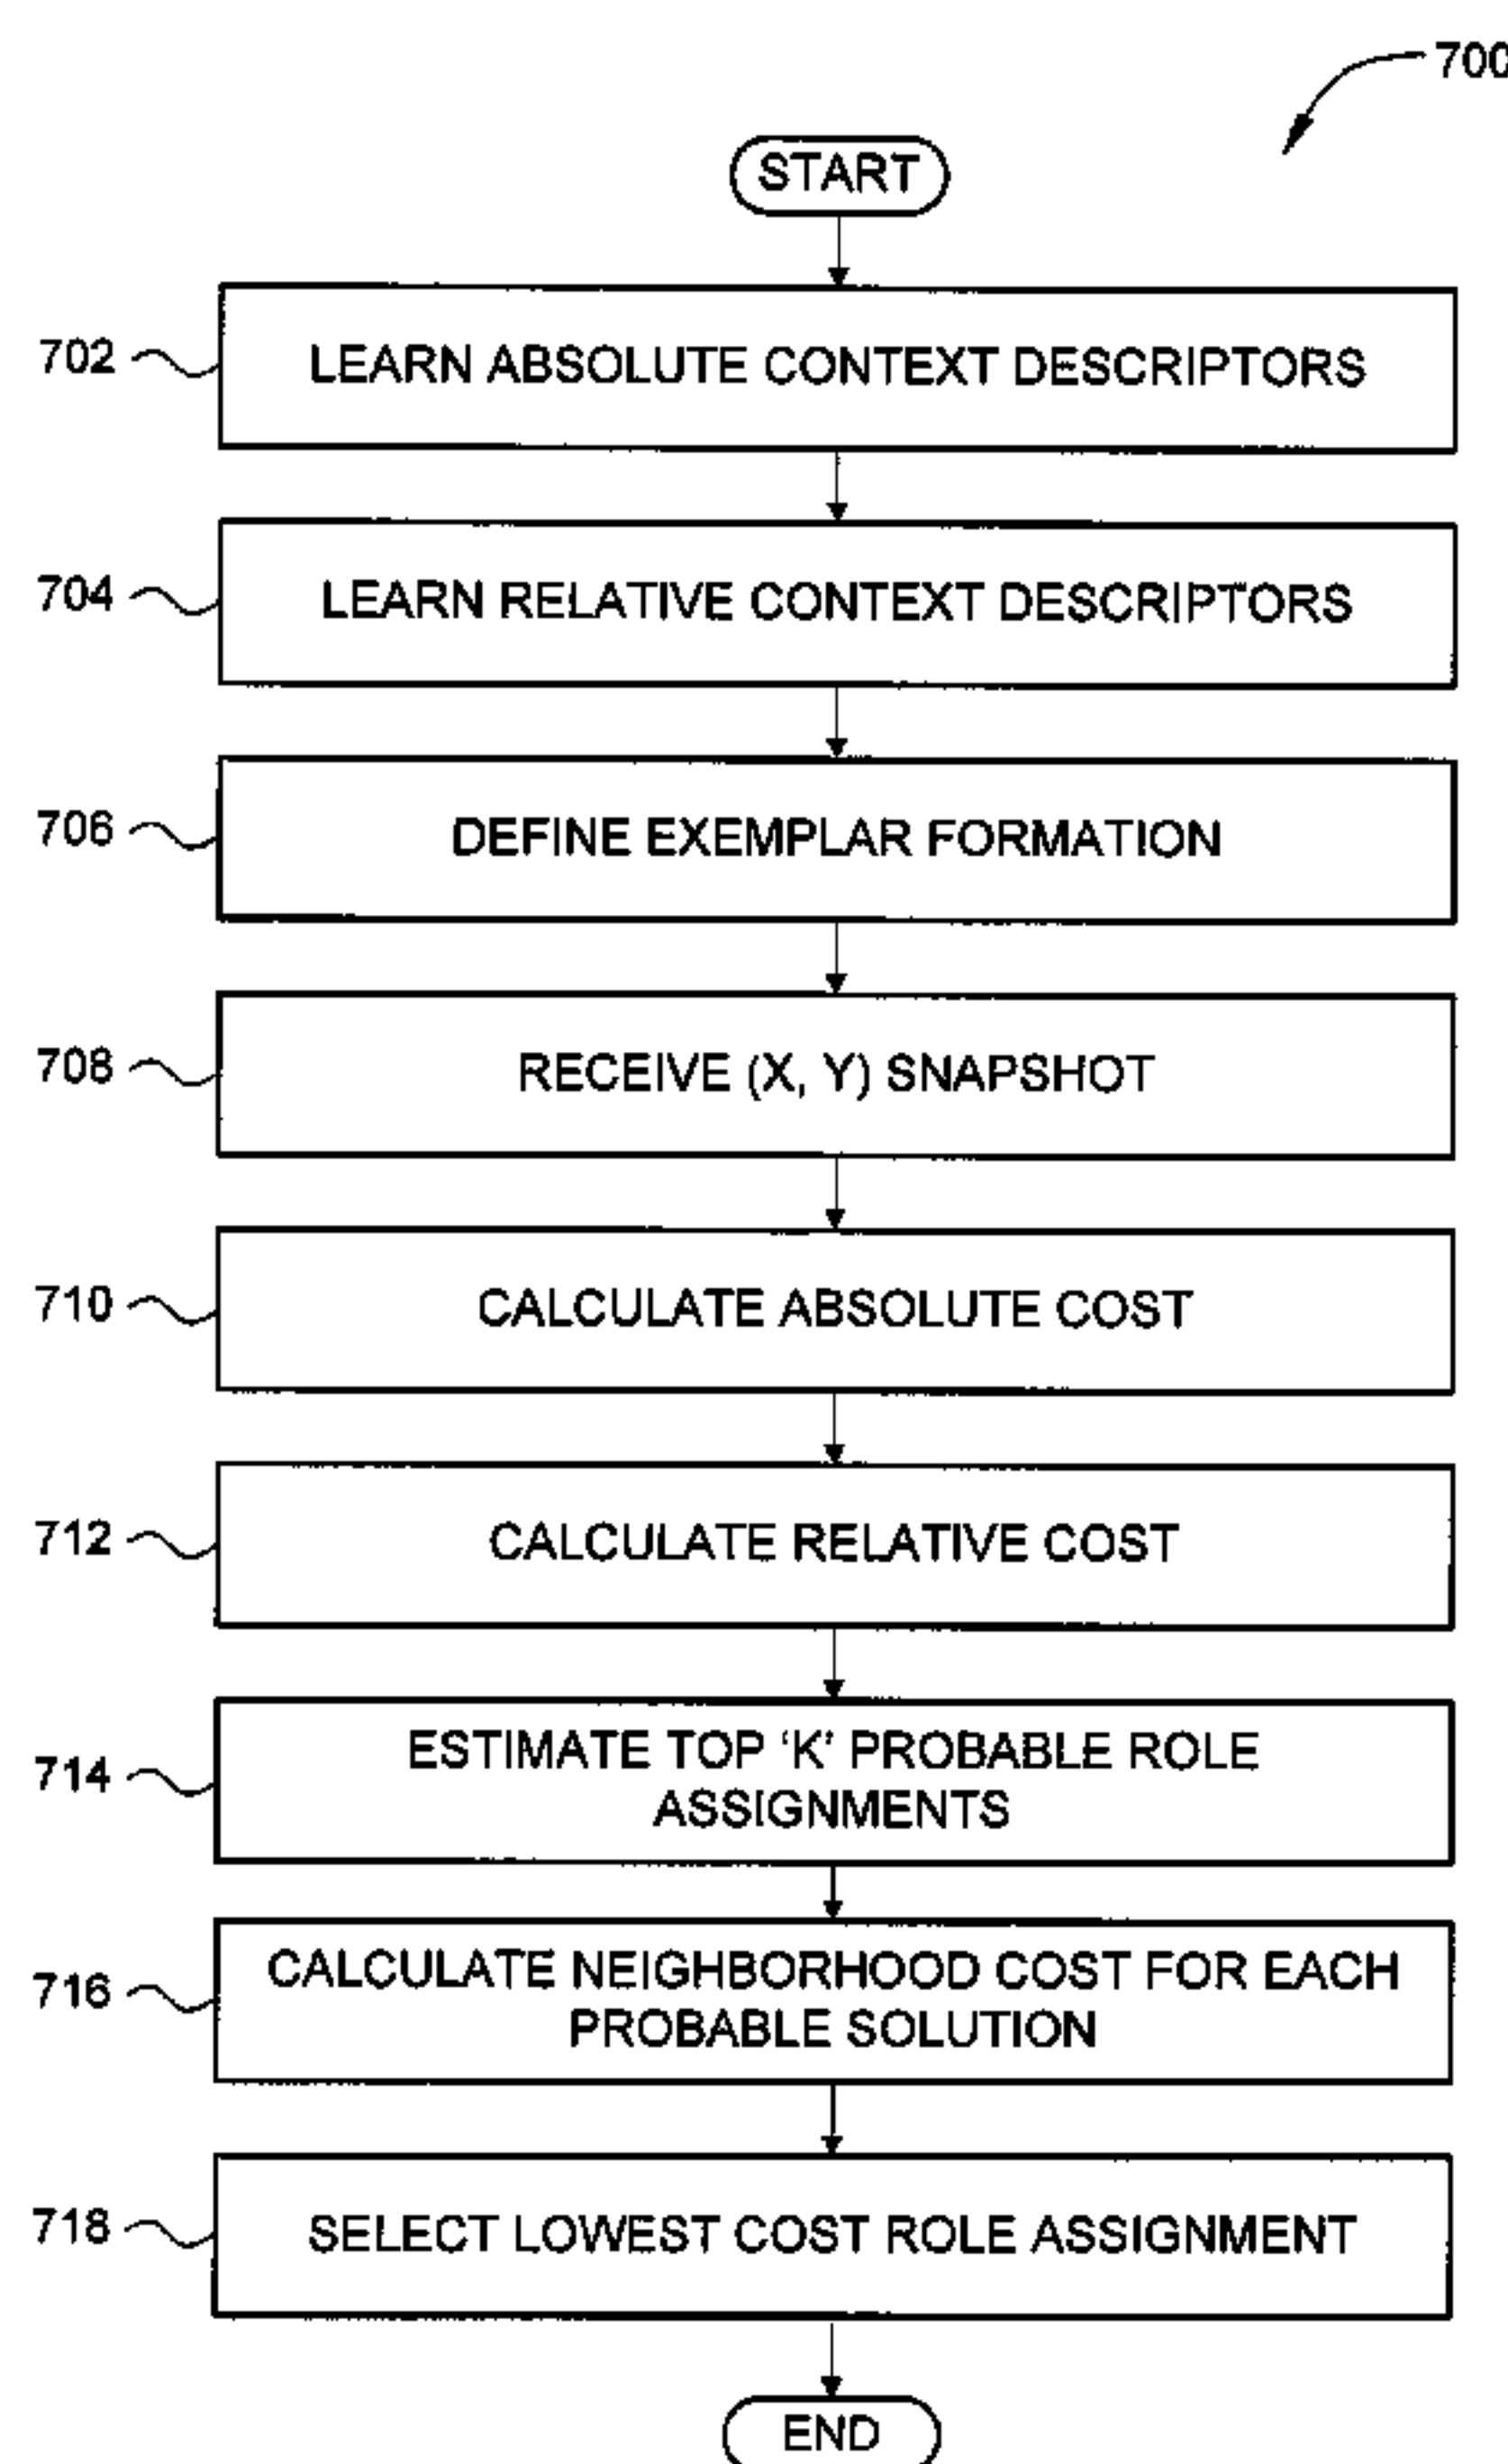 700
START
702 LEARN ABSOLUTE CONTEXT DESCRIPTORS
704 LEARN RELATIVE CONTEXT DESCRIPTORS
706 DEFINE EXEMPLAR FORMATION
708 RECEIVE (X, Y) SNAPSHOT
710 CALCULATE ABSOLUTE COST
712 CALCULATE RELATIVE COST
714 ESTIMATE TOP ‘K’ PROBABLE ROLE
ASSIGNMENTS
716 CALCULATE NEIGHBORHOOD COST FOR EACH
PROBABLE SOLUTION
718 SELECT LOWEST COST ROLE ASSIGNMENT
END